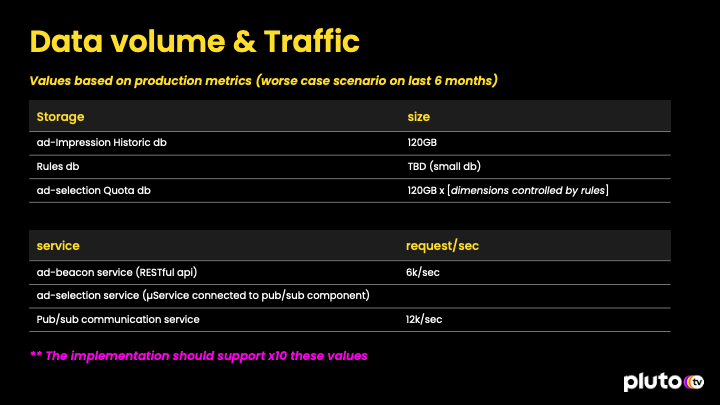 Data volume & Traffic
Values based on production metrics (worse case scenario on last 6 months)
Storage size
ad-Impression Historic db 120GB
Rules db TBD (small db)
ad-selection Quota db 120GB x [dimensions controlled by rules]
service request/sec
ad-beacon service (RESTful api) 6k/sec
ad-selection service (µService connected to pub/sub component)
Pub/sub communication service 12k/sec
** The implementation should support x10 these values
pluto tv